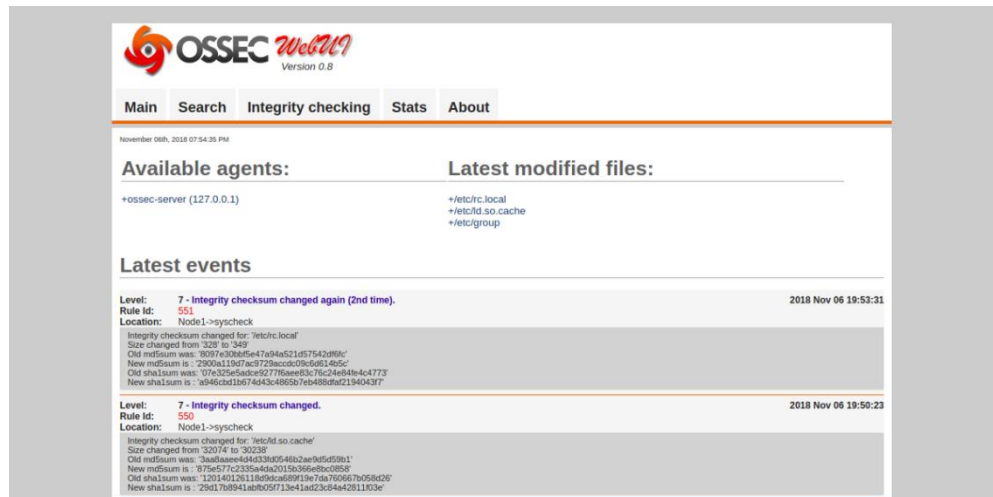 OSSEC WebUI
Version 0.8
Main Search Integrity checking Stats About
November 06th, 2018 07:54:35 PM
Available agents:
+ossec-server (127.0.0.1)
Latest modified files:
+/etc/rc.local
+/etc/ld.so.cache
+/etc/group
Latest events
Level: 7 - Integrity checksum changed again (2nd time). 2018 Nov 06 19:53:31
Rule Id: 551
Location: Node1->syscheck
Integrity checksum changed for: '/etc/rc.local'
Size changed from '328' to '349'
Old md5sum was: '8097e30bbf5e47a94a521d57542df6fc'
New md5sum is : '2900a119d7ac9729accdc09c6d614b5c'
Old sha1sum was: '07e325e5adce9277f6aee83c76c24e84fe4c4773'
New sha1sum is : 'a946cbd1b674d43c4865b7eb488dfaf2194043f7'
Level: 7 - Integrity checksum changed. 2018 Nov 06 19:50:23
Rule Id: 550
Location: Node1->syscheck
Integrity checksum changed for: '/etc/ld.so.cache'
Size changed from '32074' to '30238'
Old md5sum was: '3aa8aaee4d4d33fd0546b2ae9d5d59b1'
New md5sum is : '875e577c2335a4da2015b366e8bc0858'
Old sha1sum was: '120140126118d9dca689f19e7da760667b058d26'
New sha1sum is : '29d17b8941abfb05f713e41ad23c84a42811f03e'